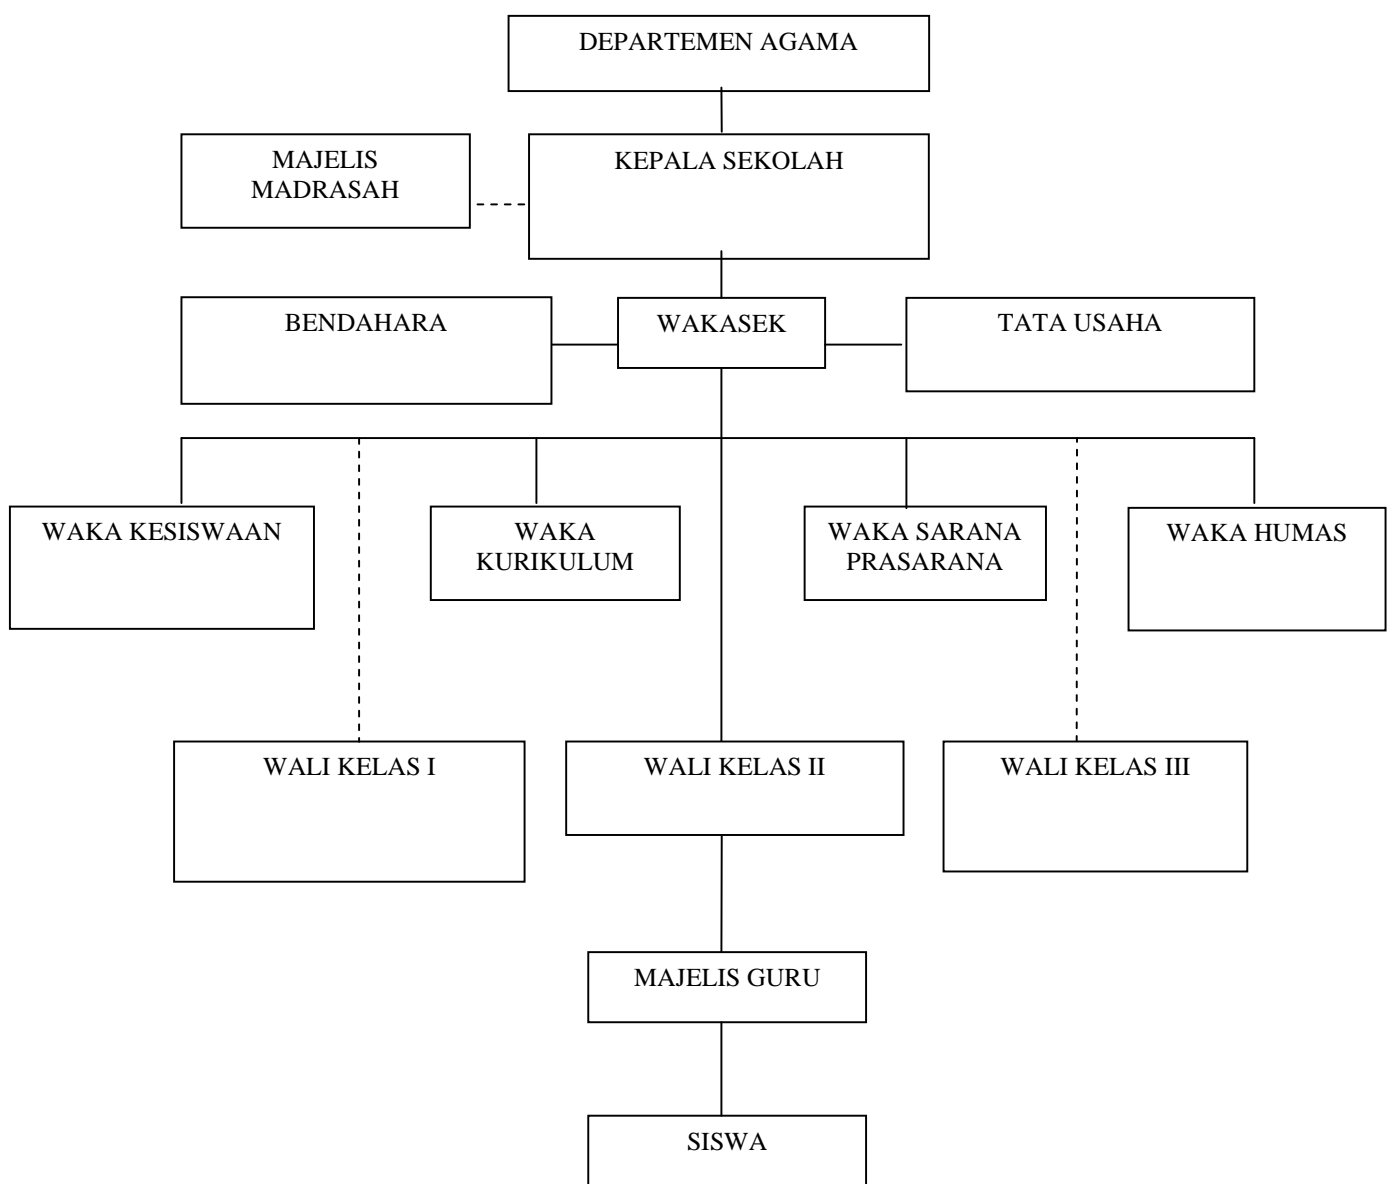 DEPARTEMEN AGAMA
MAJELIS
MADRASAH
KEPALA SEKOLAH
BENDAHARA
WAKASEK
TATA USAHA
WAKA KESISWAAN
WAKA
KURIKULUM
WAKA SARANA
PRASARANA
WAKA HUMAS
WALI KELAS I
WALI KELAS II
WALI KELAS III
MAJELIS GURU
SISWA